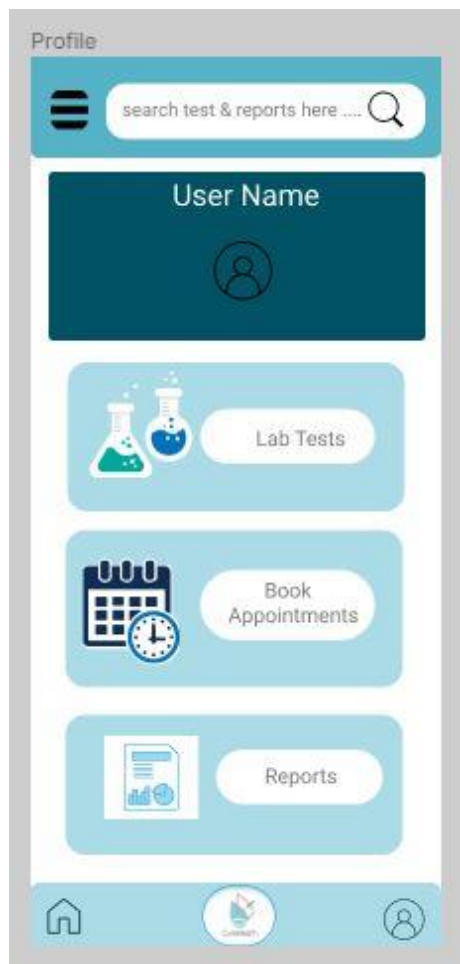 Profile
search test & reports here ....
User Name
Lab Tests
Book
Appointments
Reports